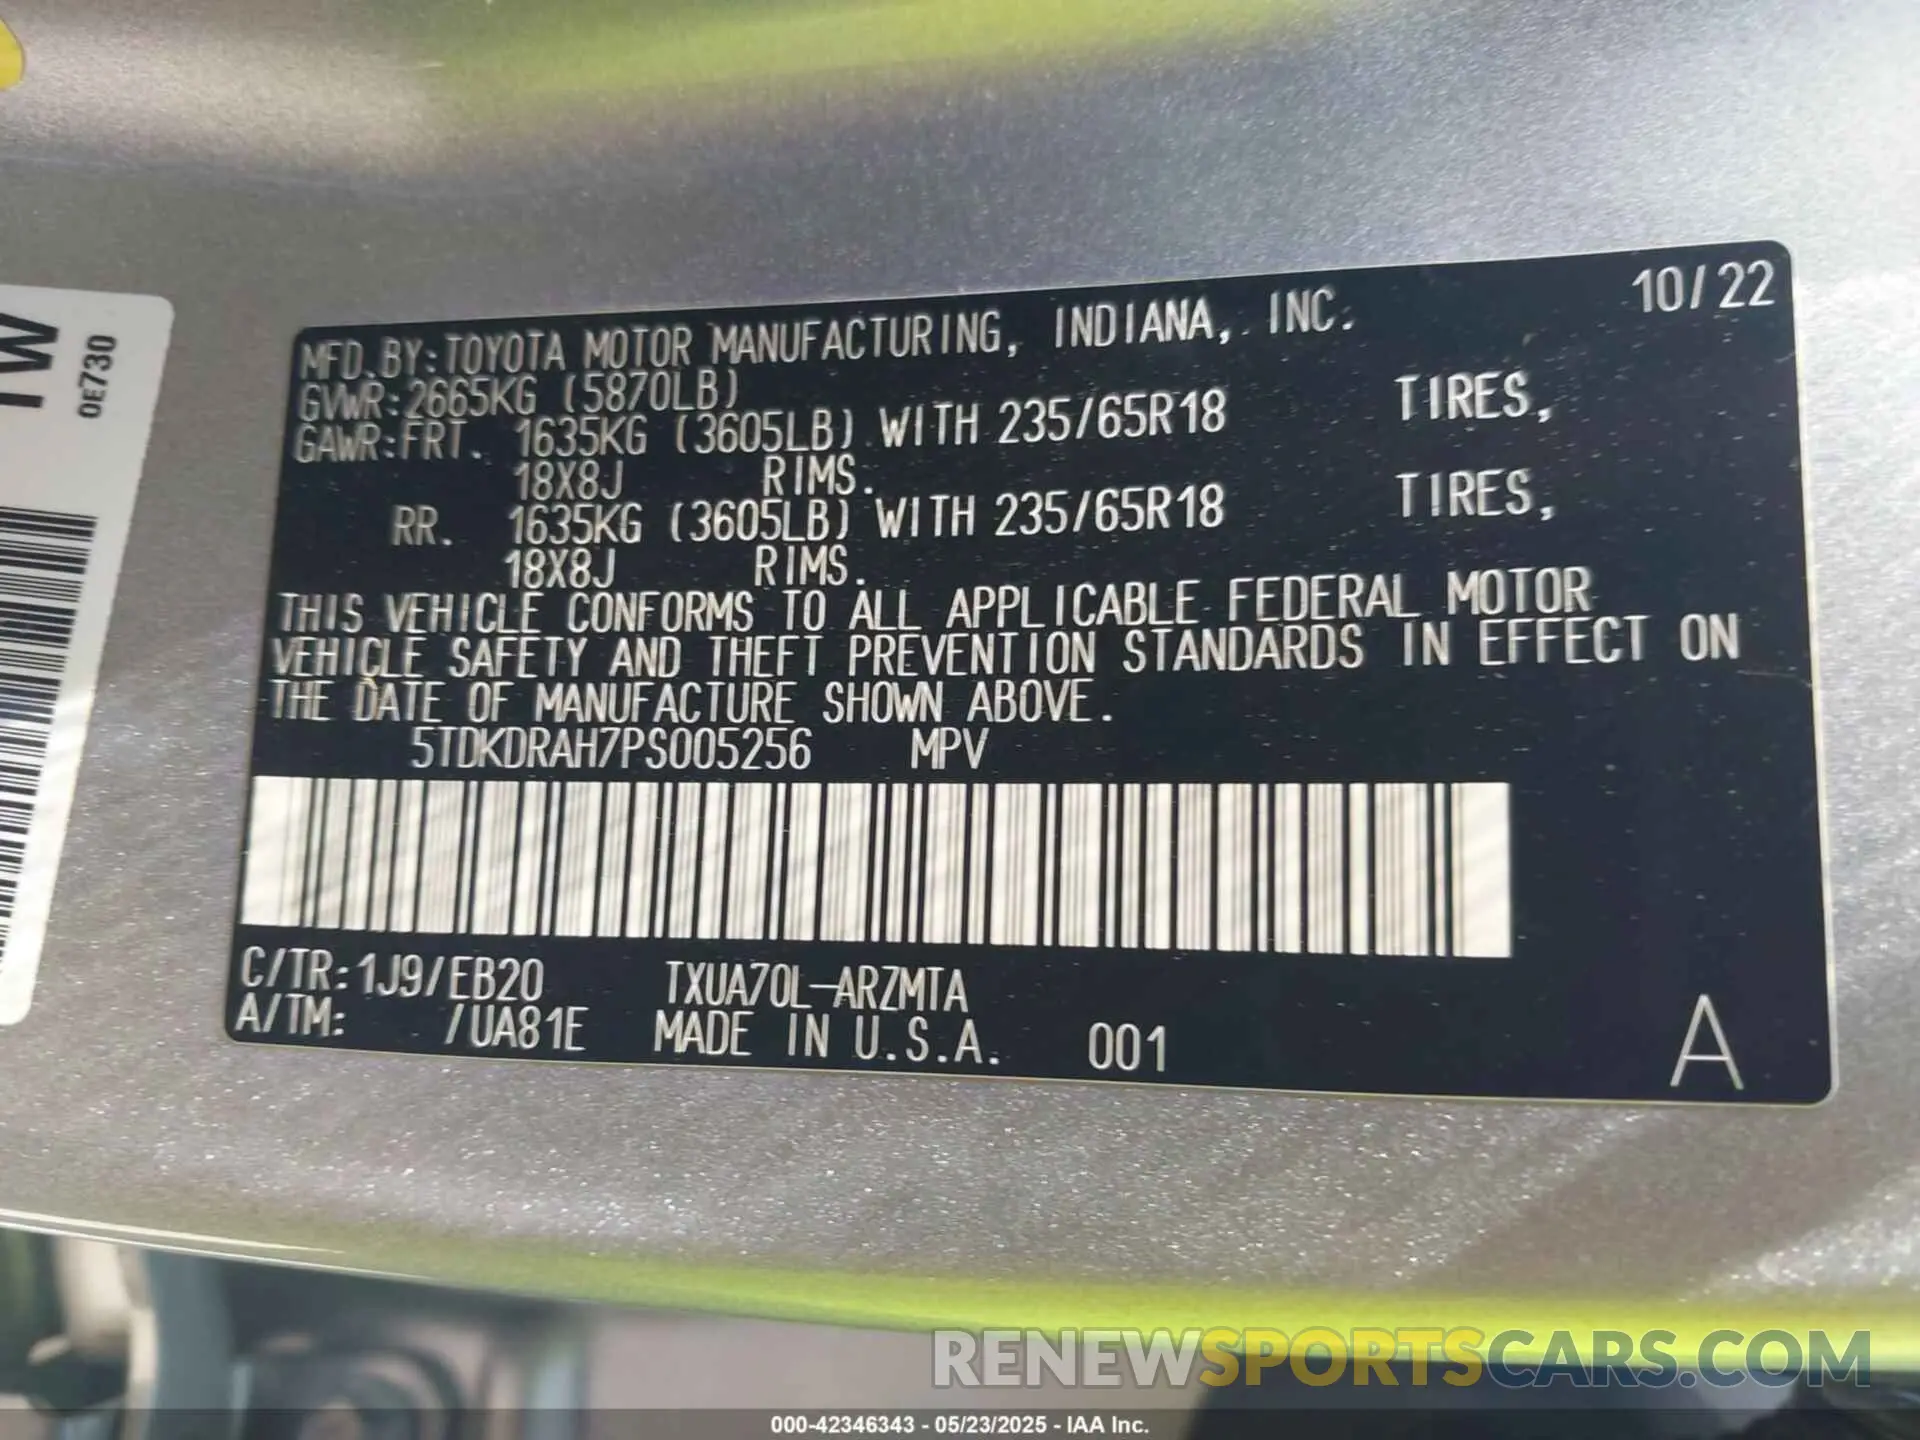 10/22
MFD.BY:TOYOTA MOTOR MANUFACTURING, INDIANA, INC.
GVWR:2665KG (5870LB)
GAWR:FRT. 1635KG (3605LB) WITH 235/65R18 TIRES,
18X8J RIMS.
RR. 1635KG (3605LB) WITH 235/65R18 TIRES,
18X8J RIMS.
THIS VEHICLE CONFORMS TO ALL APPLICABLE FEDERAL MOTOR
VEHICLE SAFETY AND THEFT PREVENTION STANDARDS IN EFFECT ON
THE DATE OF MANUFACTURE SHOWN ABOVE.
5TDKDRAH7PS005256 MPV
C/TR:1J9/EB20 TXUA70L-ARZMTA
A/TM: /UA81E MADE IN U.S.A. 001
A
0E730
RENEWSPORTSCARS.COM
000-42346343 - 05/23/2025 - IAA Inc.